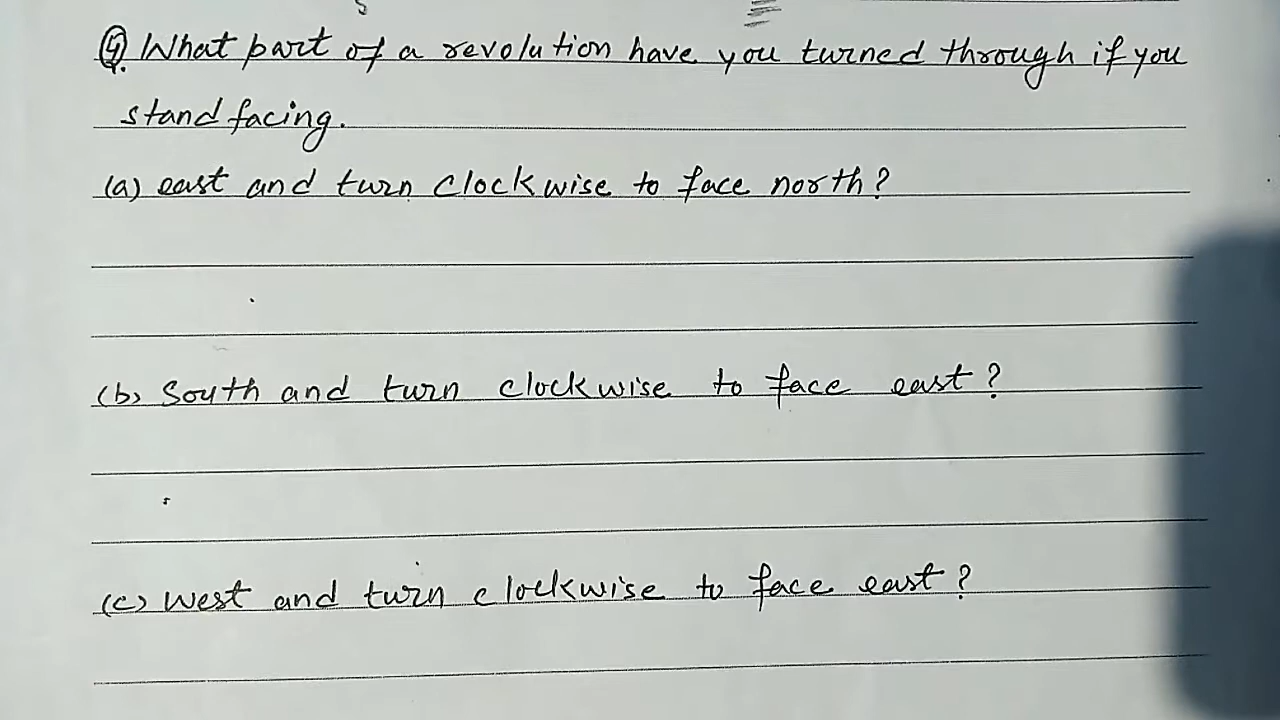 Q4. What part of a revolution have you turned through if you
stand facing.
(a) east and turn clockwise to face north?
(b) South and turn clockwise to face east?
(c) west and turn clockwise to face east?